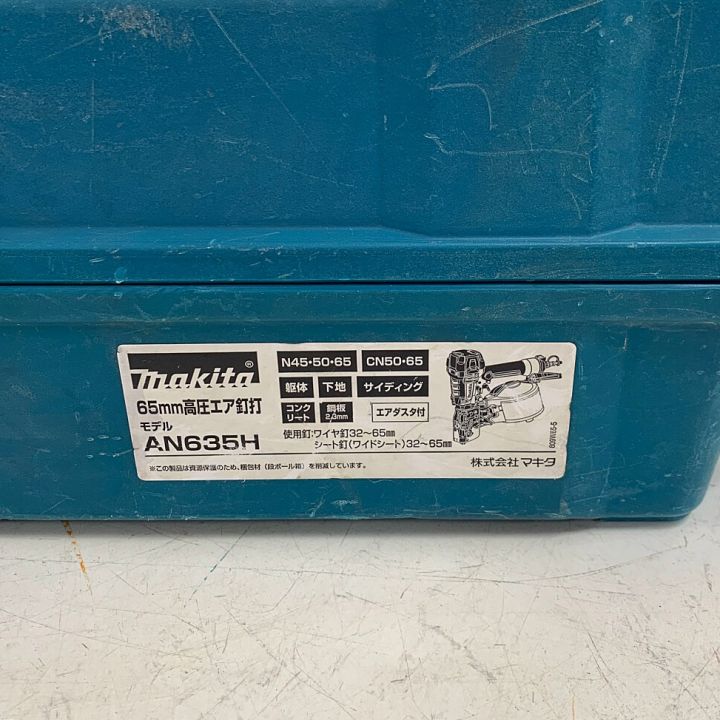 makita®
65mm高圧エア釘打
モデル
AN635H
N45・50・65 CN50・65
躯体 下地 サイディング
コンクリート 鋼板2.3mm エアダスタ付
使用釘:ワイヤ釘32〜65mm
シート釘(ワイドシート)32〜65mm
※この製品は資源保護のため、梱包材(段ボール箱)を削減しています。
株式会社マキタ